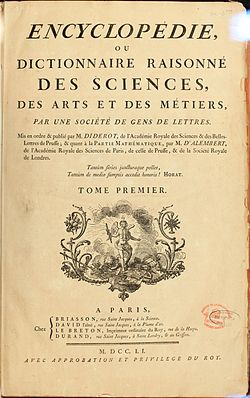 ENCYCLOPEDIE,
OU
DICTIONNAIRE RAISONNÉ
DES SCIENCES,
DES ARTS ET DES MÉTIERS,
PAR UNE SOCIÉTÉ DE GENS DE LETTRES.
Mis en ordre & publié par M. DIDEROT, de l'Académie Royale des Sciences & des Belles-
Lettres de Prusse; & quant à la PARTIE MATHÉMATIQUE, par M. D'ALEMBERT,
de l'Académie Royale des Sciences de Paris, de celle de Prusse, & de la Société Royale
de Londres.
Tantùm series juncturaque pollet,
Tantùm de medio sumptis accedit honoris! HORAT.
TOME PREMIER.
A PARIS,
Chez
BRIASSON, rue Saint Jacques, à la Science.
DAVID l'aîné, rue Saint Jacques, à la Plume d'or.
LE BRETON, Imprimeur ordinaire du Roy, rue de la Harpe.
DURAND, rue Saint Jacques, à Saint Landry, & au Griffon.
M. DCC. LI.
AVEC APPROBATION ET PRIVILEGE DU ROY.